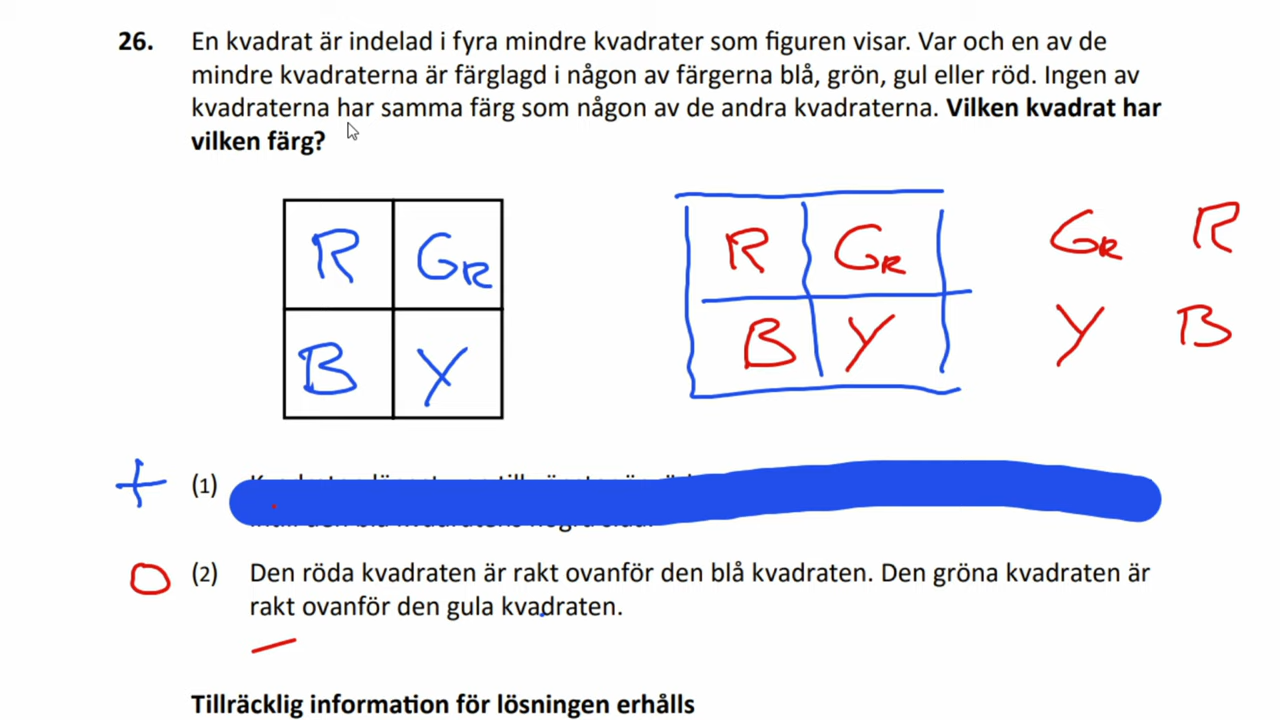 26. En kvadrat är indelad i fyra mindre kvadrater som figuren visar. Var och en av de
mindre kvadraterna är färglagd i någon av färgerna blå, grön, gul eller röd. Ingen av
kvadraterna har samma färg som någon av de andra kvadraterna. Vilken kvadrat har
vilken färg?
R GR R GR GR R
B Y B Y Y B
+ (1)
O (2) Den röda kvadraten är rakt ovanför den blå kvadraten. Den gröna kvadraten är
rakt ovanför den gula kvadraten.
Tillräcklig information för lösningen erhålls